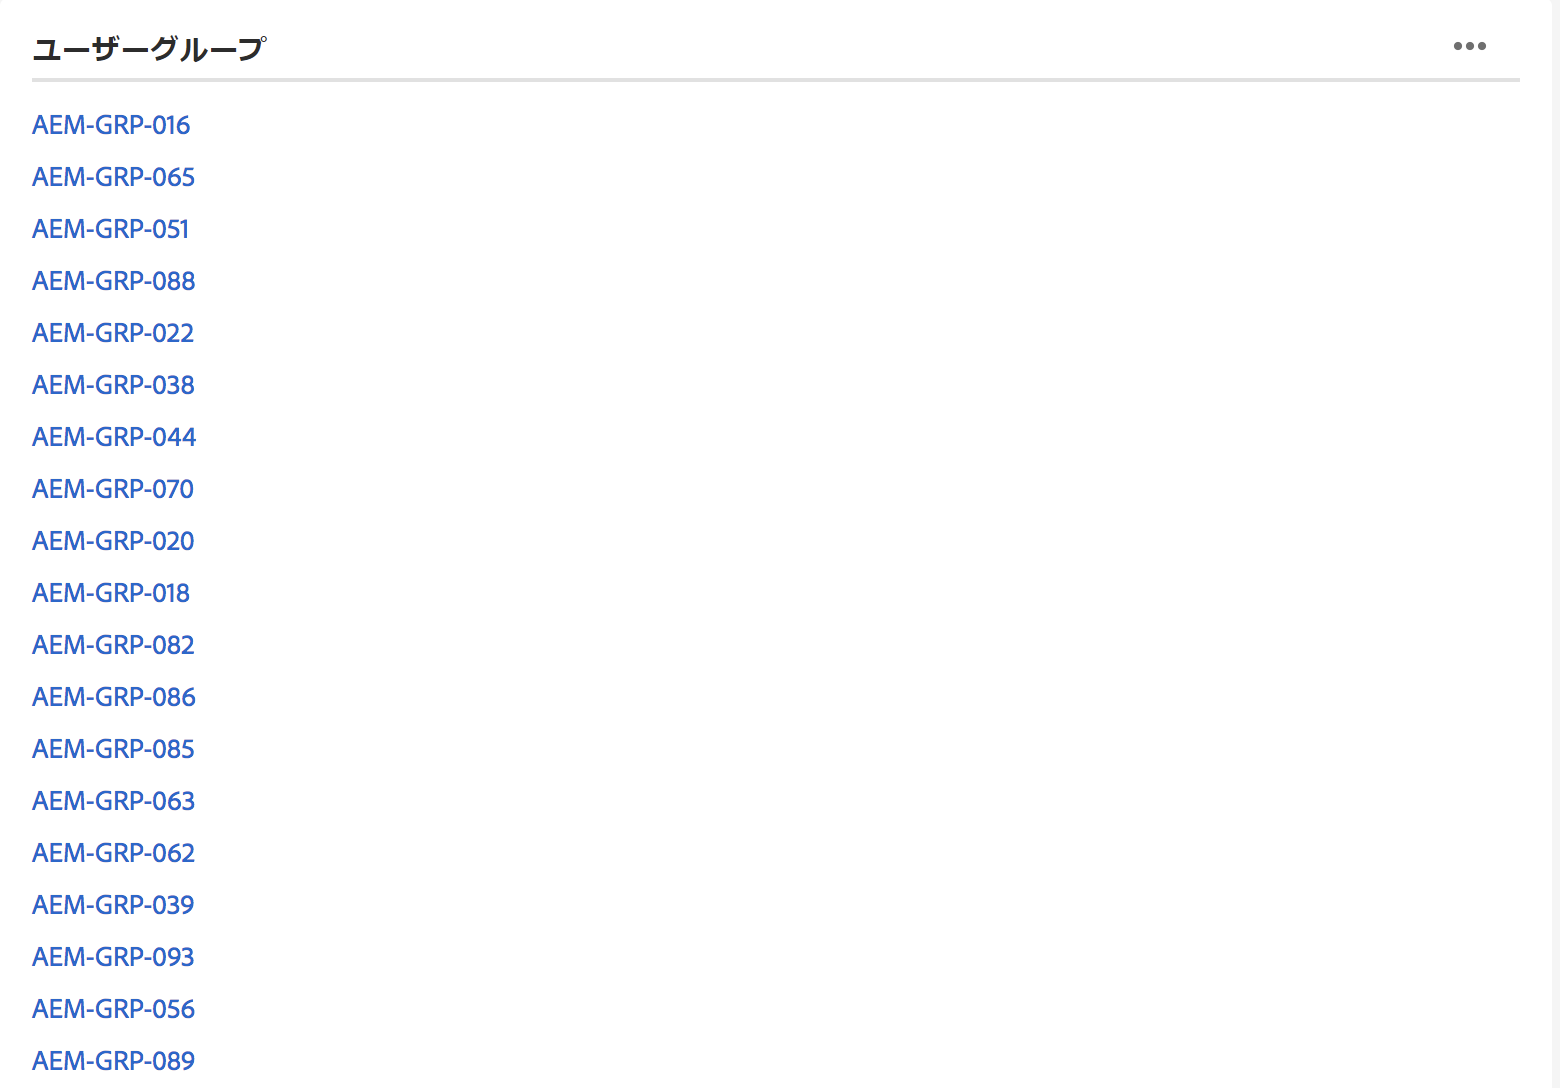 ユーザーグループ
AEM-GRP-016
AEM-GRP-065
AEM-GRP-051
AEM-GRP-088
AEM-GRP-022
AEM-GRP-038
AEM-GRP-044
AEM-GRP-070
AEM-GRP-020
AEM-GRP-018
AEM-GRP-082
AEM-GRP-086
AEM-GRP-085
AEM-GRP-063
AEM-GRP-062
AEM-GRP-039
AEM-GRP-093
AEM-GRP-056
AEM-GRP-089